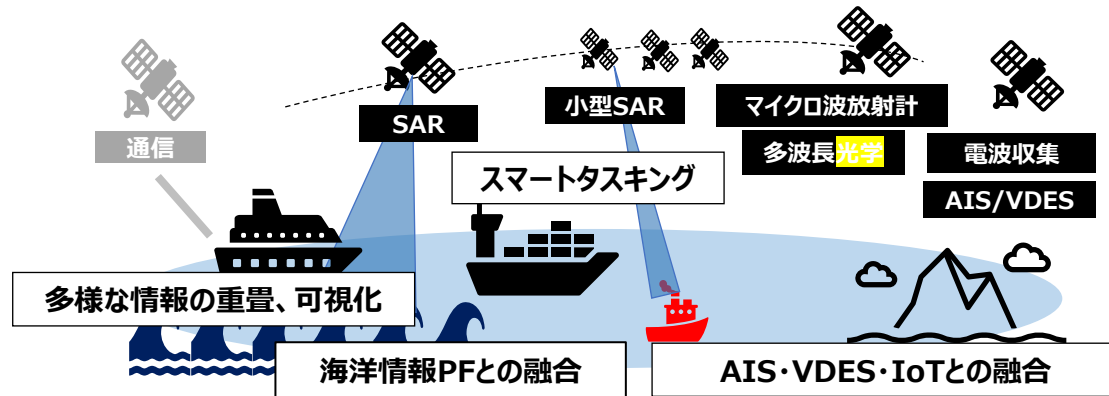 通信
SAR
小型SAR
マイクロ波放射計
多波長光学
電波収集
AIS/VDES
スマートタスキング
多様な情報の重畳、可視化
海洋情報PFとの融合
AIS・VDES・IoTとの融合